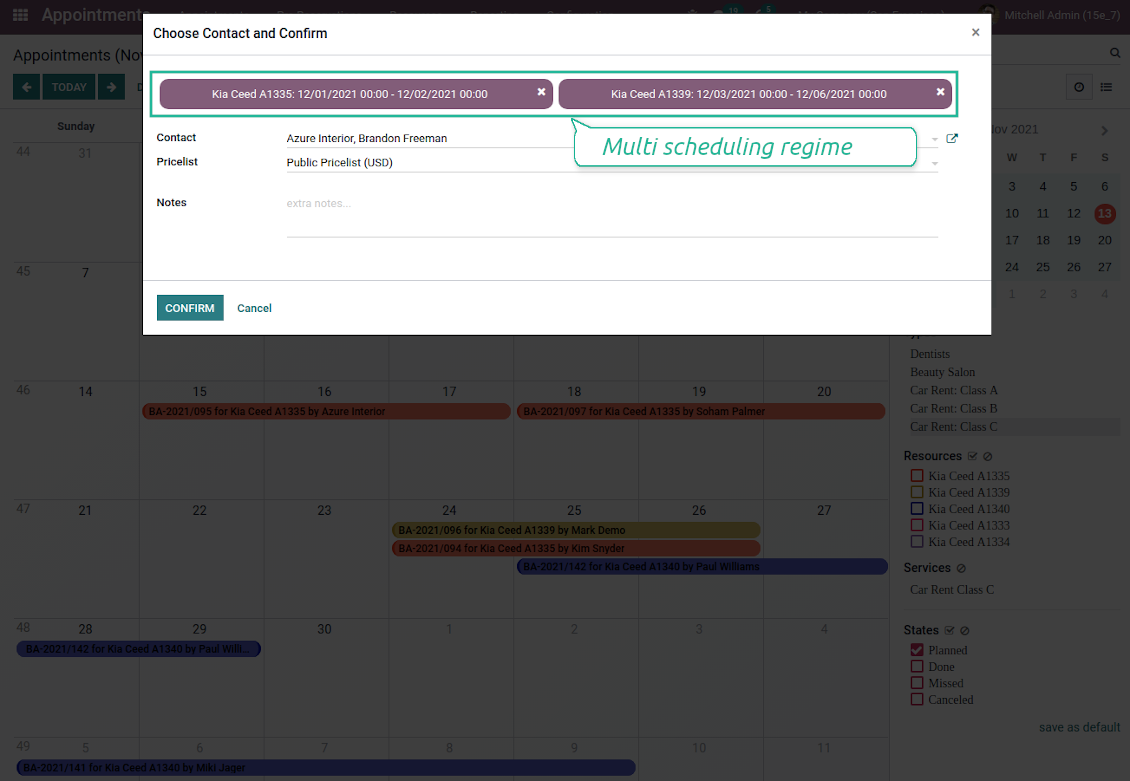 Appointments
19
5
Mitchell Admin (15e_7)
Choose Contact and Confirm
×
Appointments (Nov
TODAY
Kia Ceed A1335: 12/01/2021 00:00 - 12/02/2021 00:00
Kia Ceed A1339: 12/03/2021 00:00 - 12/06/2021 00:00
Contact
Azure Interior, Brandon Freeman
Multi scheduling regime
Pricelist
Public Pricelist (USD)
Notes
extra notes...
CONFIRM
Cancel
Sunday
44
31
45
7
46
14
15
16
17
18
19
20
BA-2021/095 for Kia Ceed A1335 by Azure Interior
BA-2021/097 for Kia Ceed A1335 by Soham Palmer
47
21
22
23
24
25
26
27
BA-2021/096 for Kia Ceed A1339 by Mark Demo
BA-2021/094 for Kia Ceed A1335 by Kim Snyder
BA-2021/142 for Kia Ceed A1340 by Paul Williams
48
28
29
30
1
2
3
4
BA-2021/142 for Kia Ceed A1340 by Paul Willi...
49
5
6
7
8
9
10
11
BA-2021/141 for Kia Ceed A1340 by Miki Jager
Nov 2021
W T F S
3 4 5 6
10 11 12 13
17 18 19 20
24 25 26 27
1 2 3 4
Dentists
Beauty Salon
Car Rent: Class A
Car Rent: Class B
Car Rent: Class C
Resources
Kia Ceed A1335
Kia Ceed A1339
Kia Ceed A1340
Kia Ceed A1333
Kia Ceed A1334
Services
Car Rent Class C
States
Planned
Done
Missed
Canceled
save as default